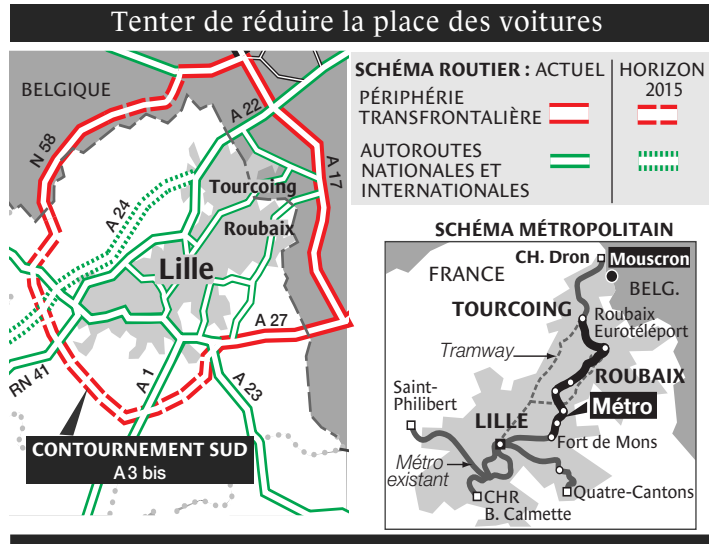 Tenter de réduire la place des voitures
BELGIQUE
N 58
A 22
A 17
A 24
Tourcoing
Roubaix
Lille
A 27
RN 41
A 1
A 23
CONTOURNEMENT SUD
A 3 bis
SCHÉMA ROUTIER : ACTUEL
HORIZON
2015
PÉRIPHÉRIE
TRANSFRONTALIÈRE
AUTOROUTES
NATIONALES ET
INTERNATIONALES
SCHÉMA MÉTROPOLITAIN
CH. Dron
Mouscron
FRANCE
BELG.
TOURCOING
Roubaix
Eurotéléport
Tramway
ROUBAIX
Saint-
Philibert
Métro
LILLE
Fort de Mons
Métro
existant
Quatre-Cantons
CHR
B. Calmette